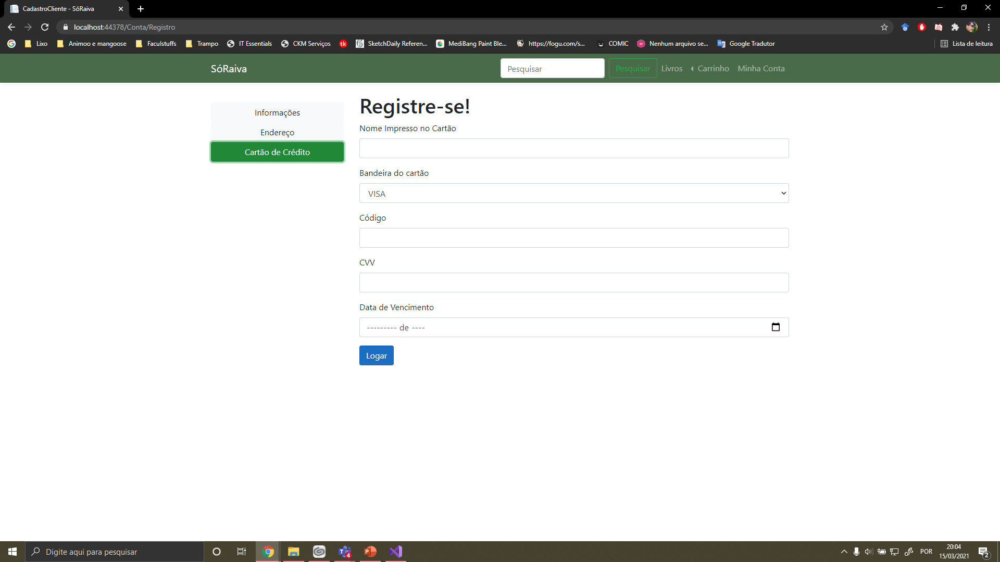 CadastroCliente - SóRaiva
localhost:44378/Conta/Registro
Lixo Animoo e mangoose Faculstuffs Trampo IT Essentials CKM Serviços tk SketchDaily Referen... MediBang Paint Ble... https://fogu.com/s... COMIC Nenhum arquivo se... Google Tradutor Lista de leitura
SóRaiva Pesquisar Pesquisar Livros Carrinho Minha Conta
Registre-se!
Informações
Endereço
Cartão de Crédito
Nome Impresso no Cartão
Bandeira do cartão
VISA
Código
CVV
Data de Vencimento
--------- de ----
Logar
Digite aqui para pesquisar
4
POR
20:04
15/03/2021
2